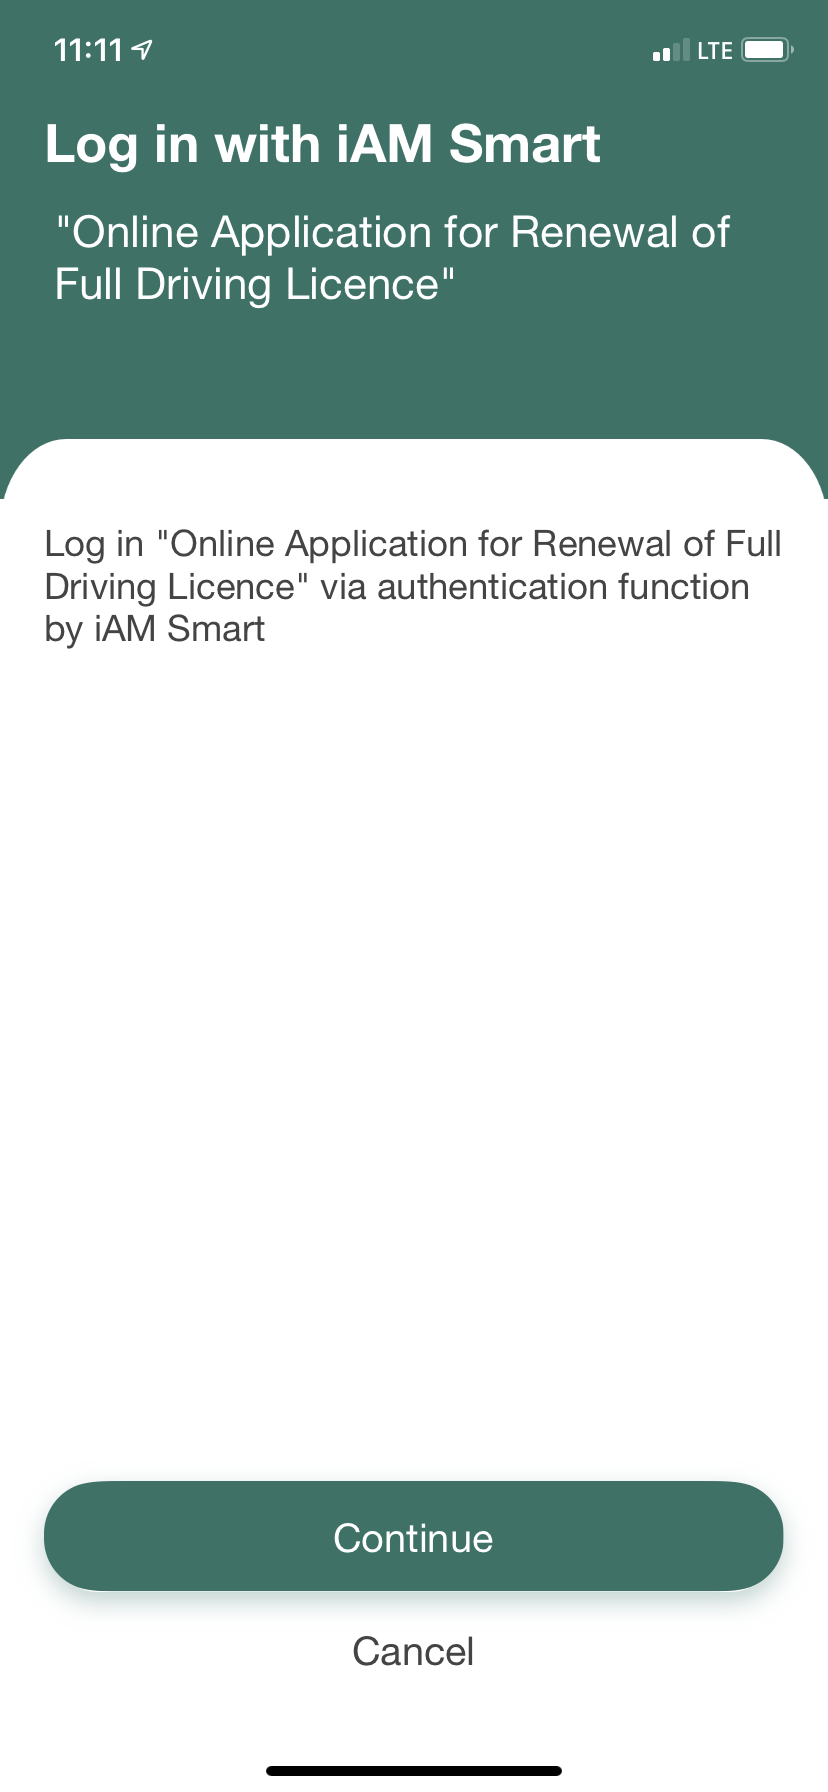 11:11
LTE
Log in with iAM Smart
"Online Application for Renewal of
Full Driving Licence"
Log in "Online Application for Renewal of Full
Driving Licence" via authentication function
by iAM Smart
Continue
Cancel